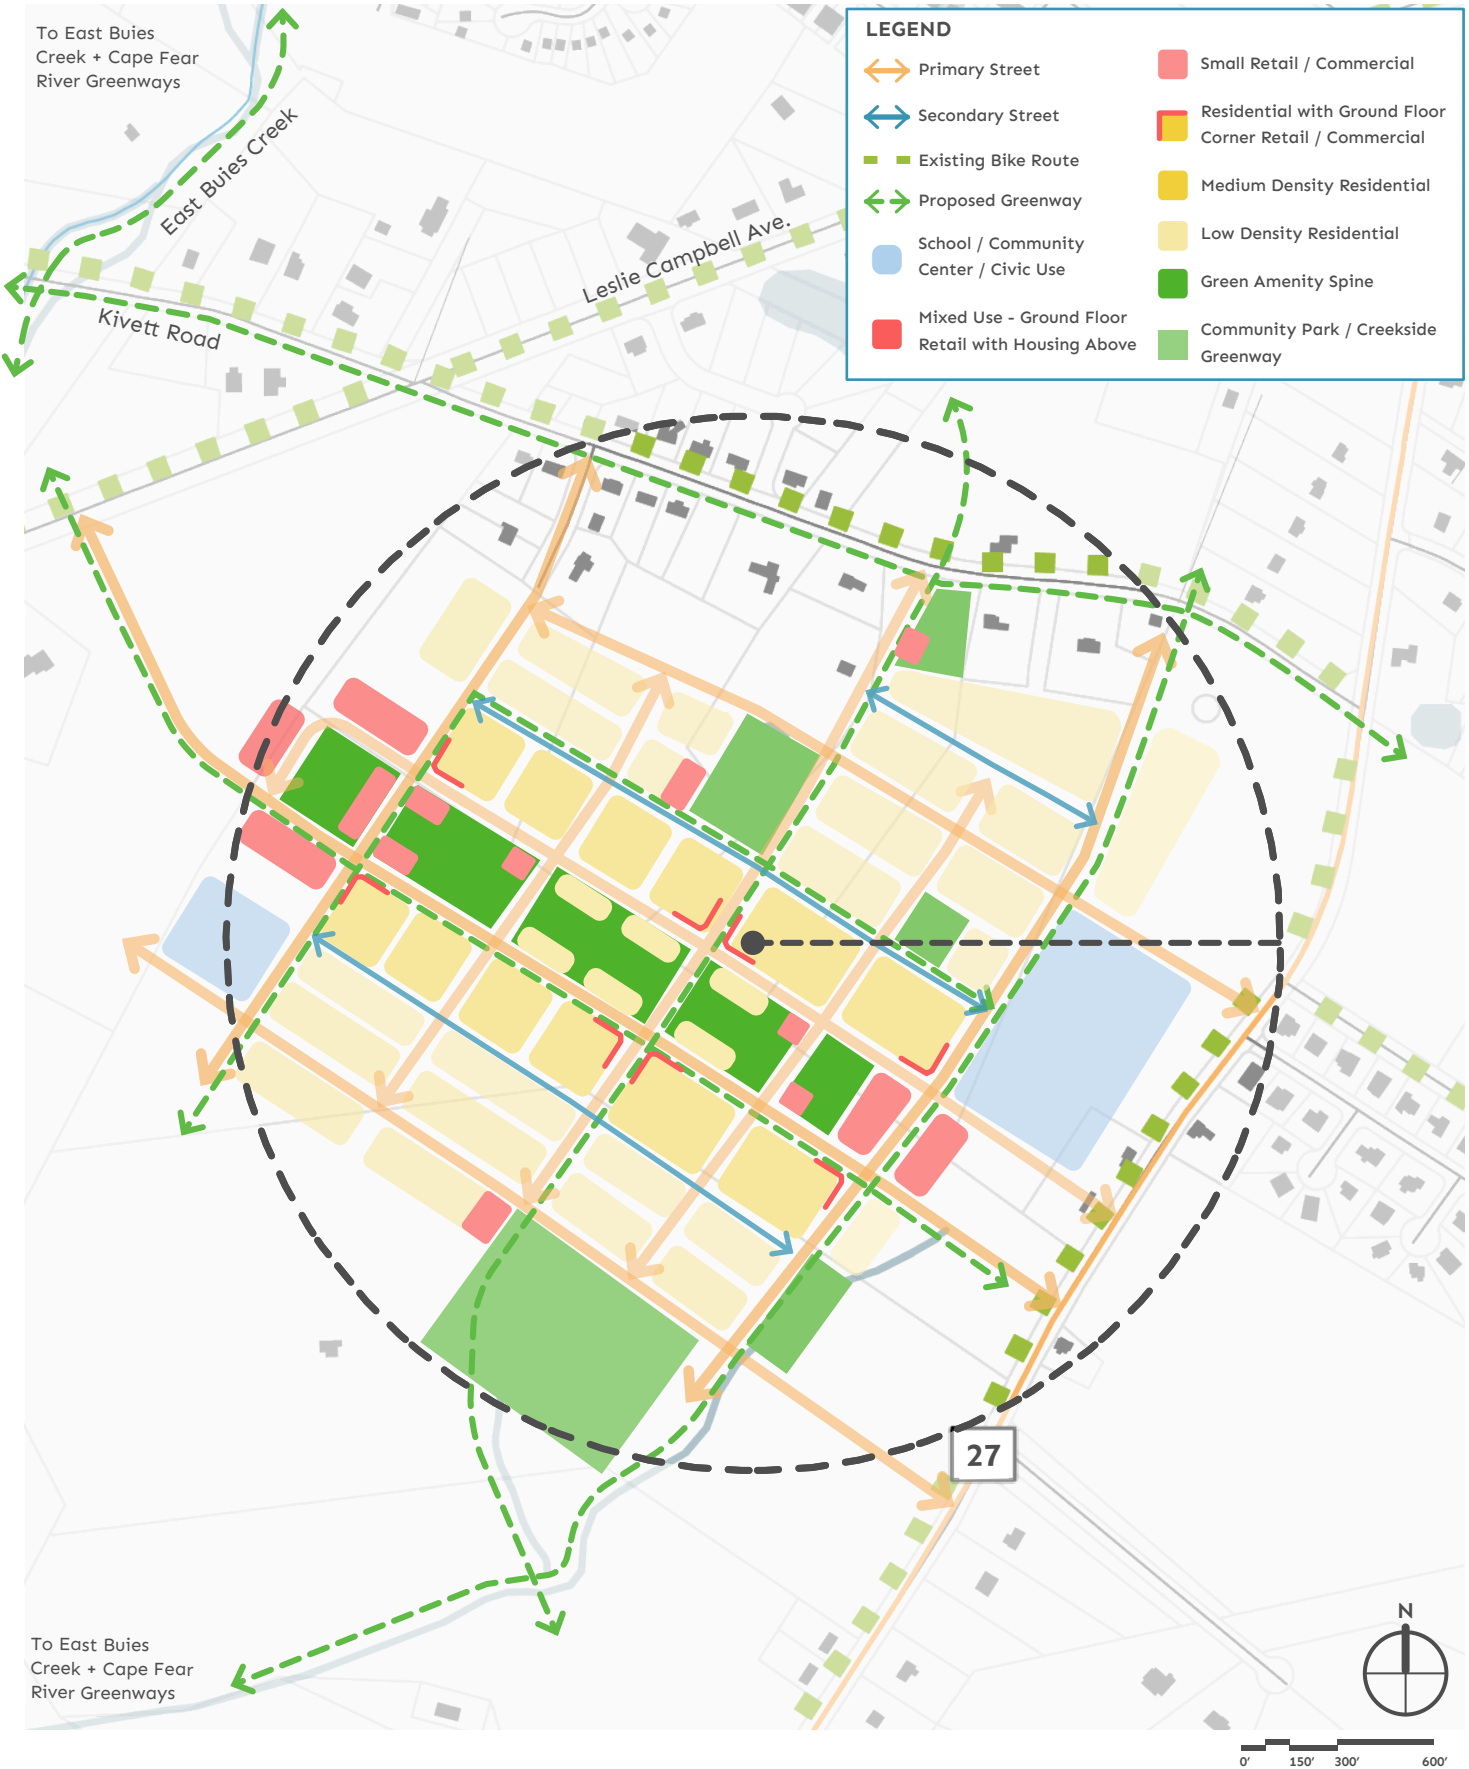 To East Buies
Creek + Cape Fear
River Greenways
East Buies Creek
Kivett Road
Leslie Campbell Ave.
LEGEND
Primary Street
Secondary Street
Existing Bike Route
Proposed Greenway
School / Community
Center / Civic Use
Mixed Use - Ground Floor
Retail with Housing Above
Small Retail / Commercial
Residential with Ground Floor
Corner Retail / Commercial
Medium Density Residential
Low Density Residential
Green Amenity Spine
Community Park / Creekside
Greenway
27
To East Buies
Creek + Cape Fear
River Greenways
N
0' 150' 300' 600'